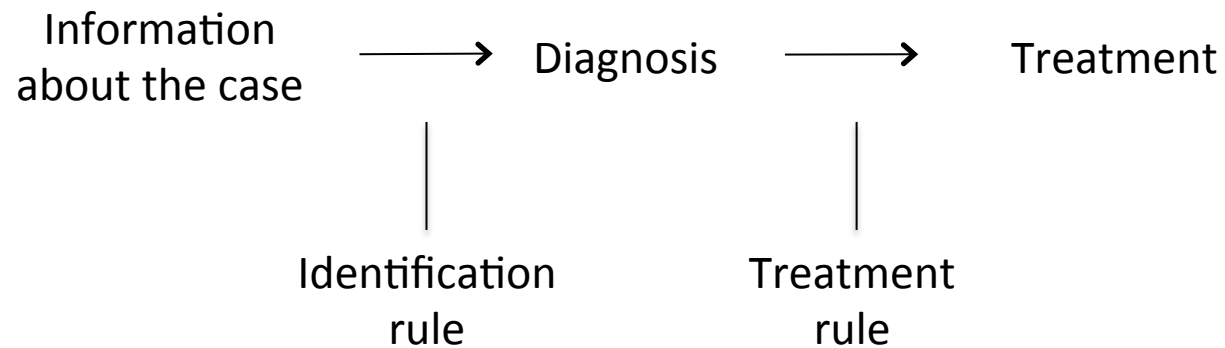 Information
about the case
Diagnosis
Treatment
Identification
rule
Treatment
rule